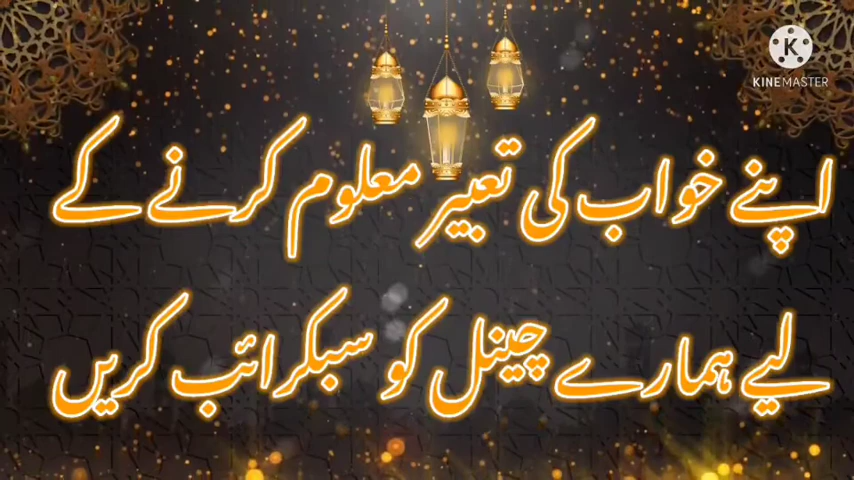 KINEMASTER
اپنے خواب کی تعبیر معلوم کرنے کے
لیے ہمارے چینل کو سبکرائب کریں